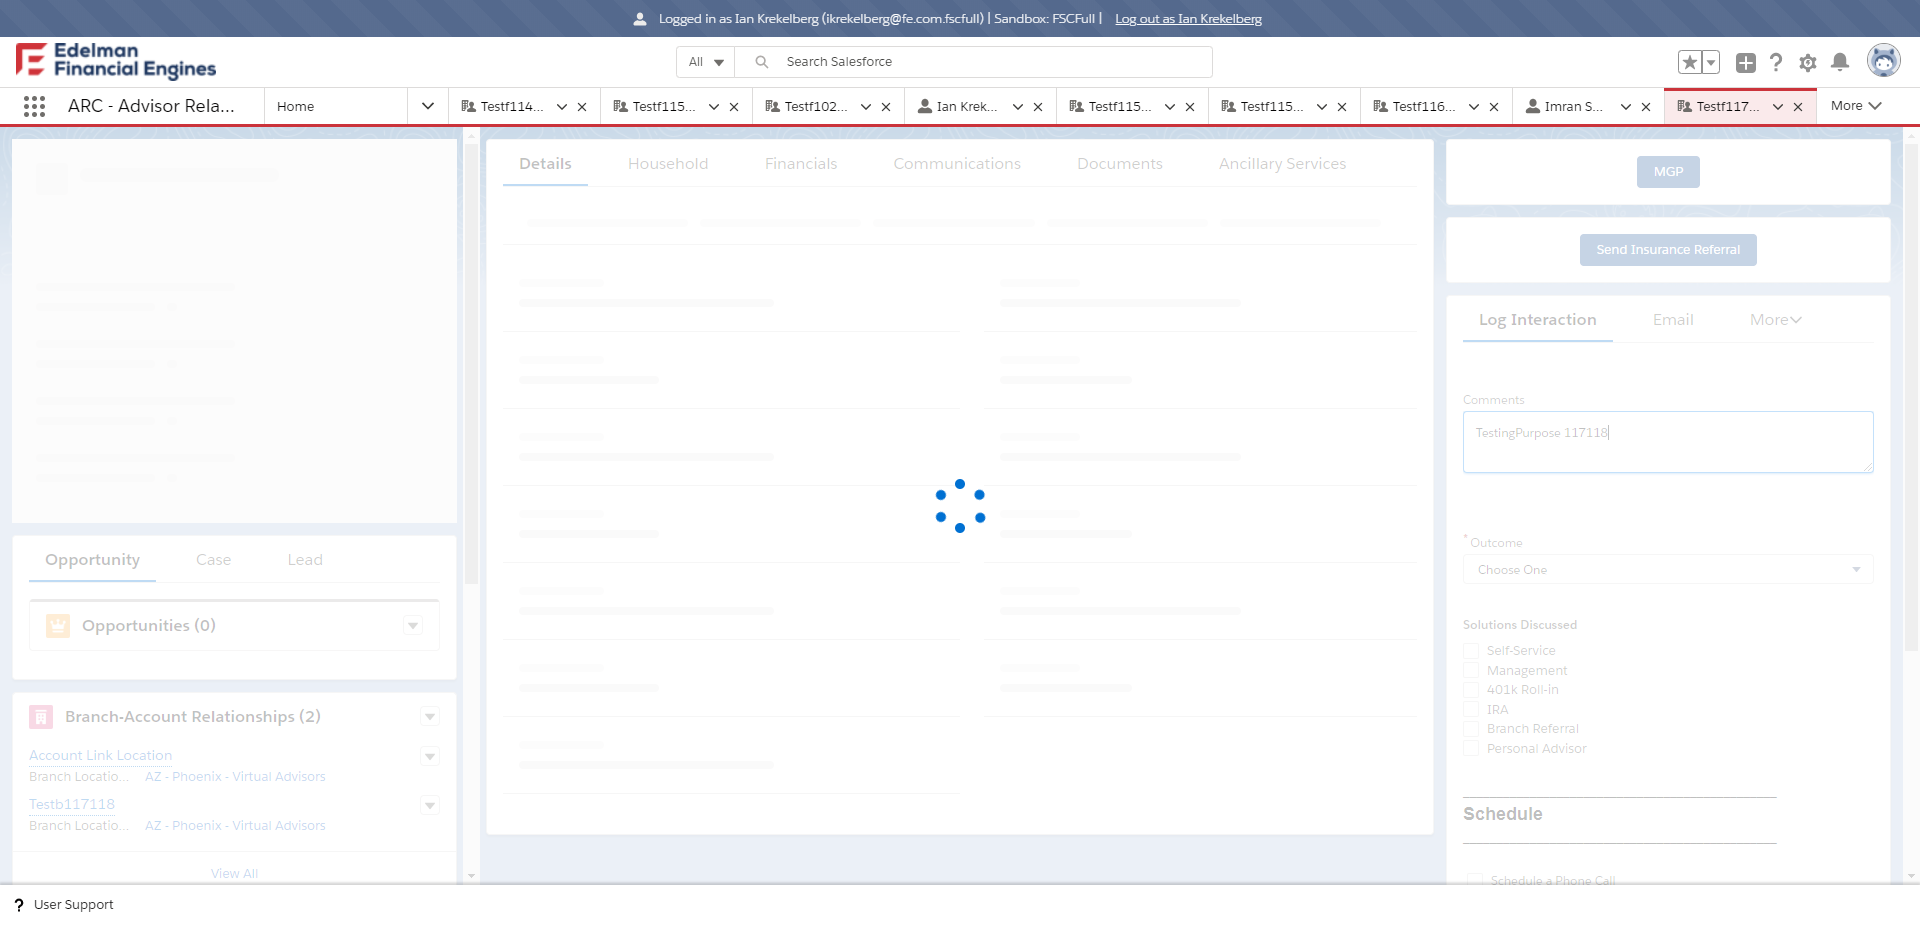 Logged in as Ian Krekelberg (ikrekelberg@fe.com.fscfull) | Sandbox: FSCFull | Log out as Ian Krekelberg
Edelman
Financial Engines
All
Search Salesforce
ARC - Advisor Rela...
Home
Testf114...
Testf115...
Testf102...
Ian Krek...
Testf115...
Testf115...
Testf116...
Imran S...
Testf117...
More
Details
Household
Financials
Communications
Documents
Ancillary Services
MGP
Send Insurance Referral
Log Interaction
Email
More
Comments
TestingPurpose 117118
* Outcome
Choose One
Solutions Discussed
Self-Service
Management
401k Roll-in
IRA
Branch Referral
Personal Advisor
Schedule
Schedule a Phone Call
Opportunity
Case
Lead
Opportunities (0)
Branch-Account Relationships (2)
Account Link Location
Branch Locatio... AZ - Phoenix - Virtual Advisors
Testb117118
Branch Locatio... AZ - Phoenix - Virtual Advisors
View All
? User Support